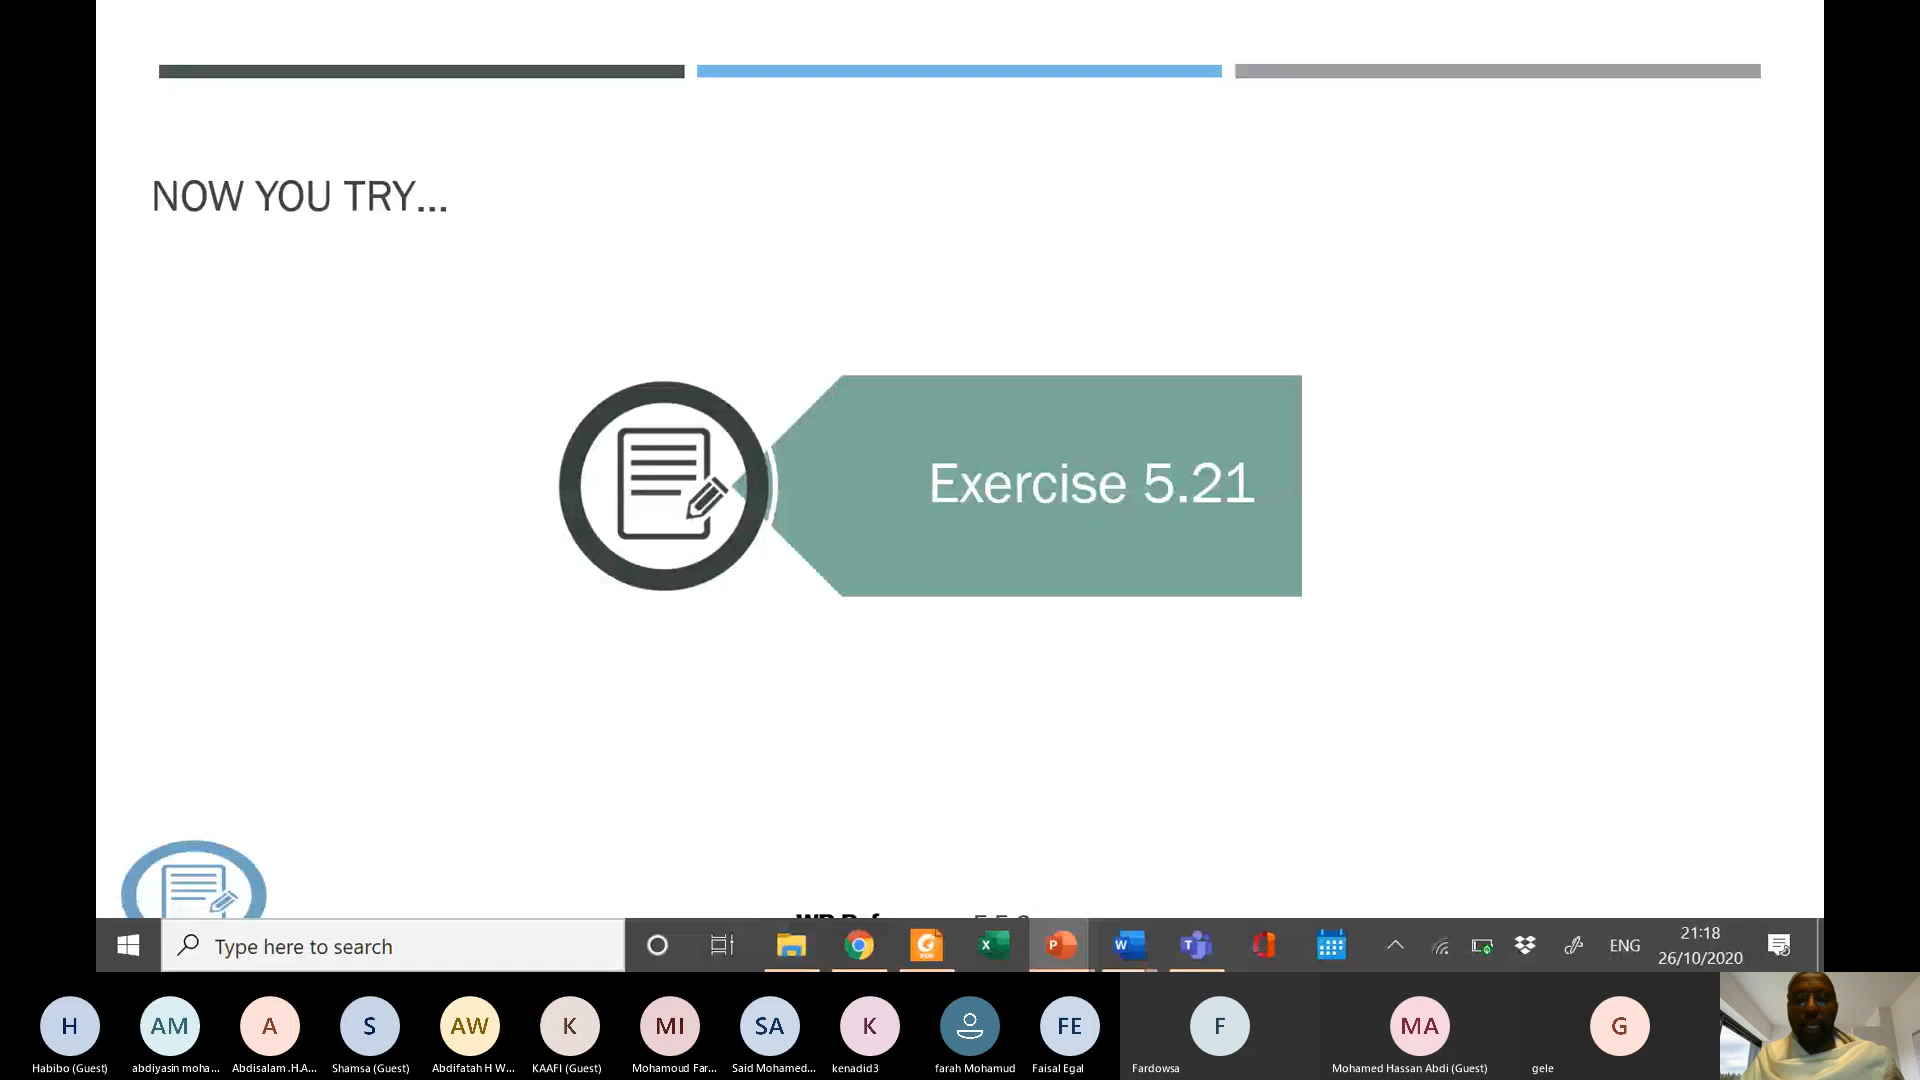 NOW YOU TRY...
Exercise 5.21
Type here to search
ENG
21:18
26/10/2020
H
AM
A
S
AW
K
MI
SA
K
FE
F
MA
G
Habibo (Guest)
abdiyasin moha...
Abdisalam .H.A...
Shamsa (Guest)
Abdifatah H W...
KAAFI (Guest)
Mohamoud Far...
Said Mohamed...
kenadid3
farah Mohamud
Faisal Egal
Fardowsa
Mohamed Hassan Abdi (Guest)
gele